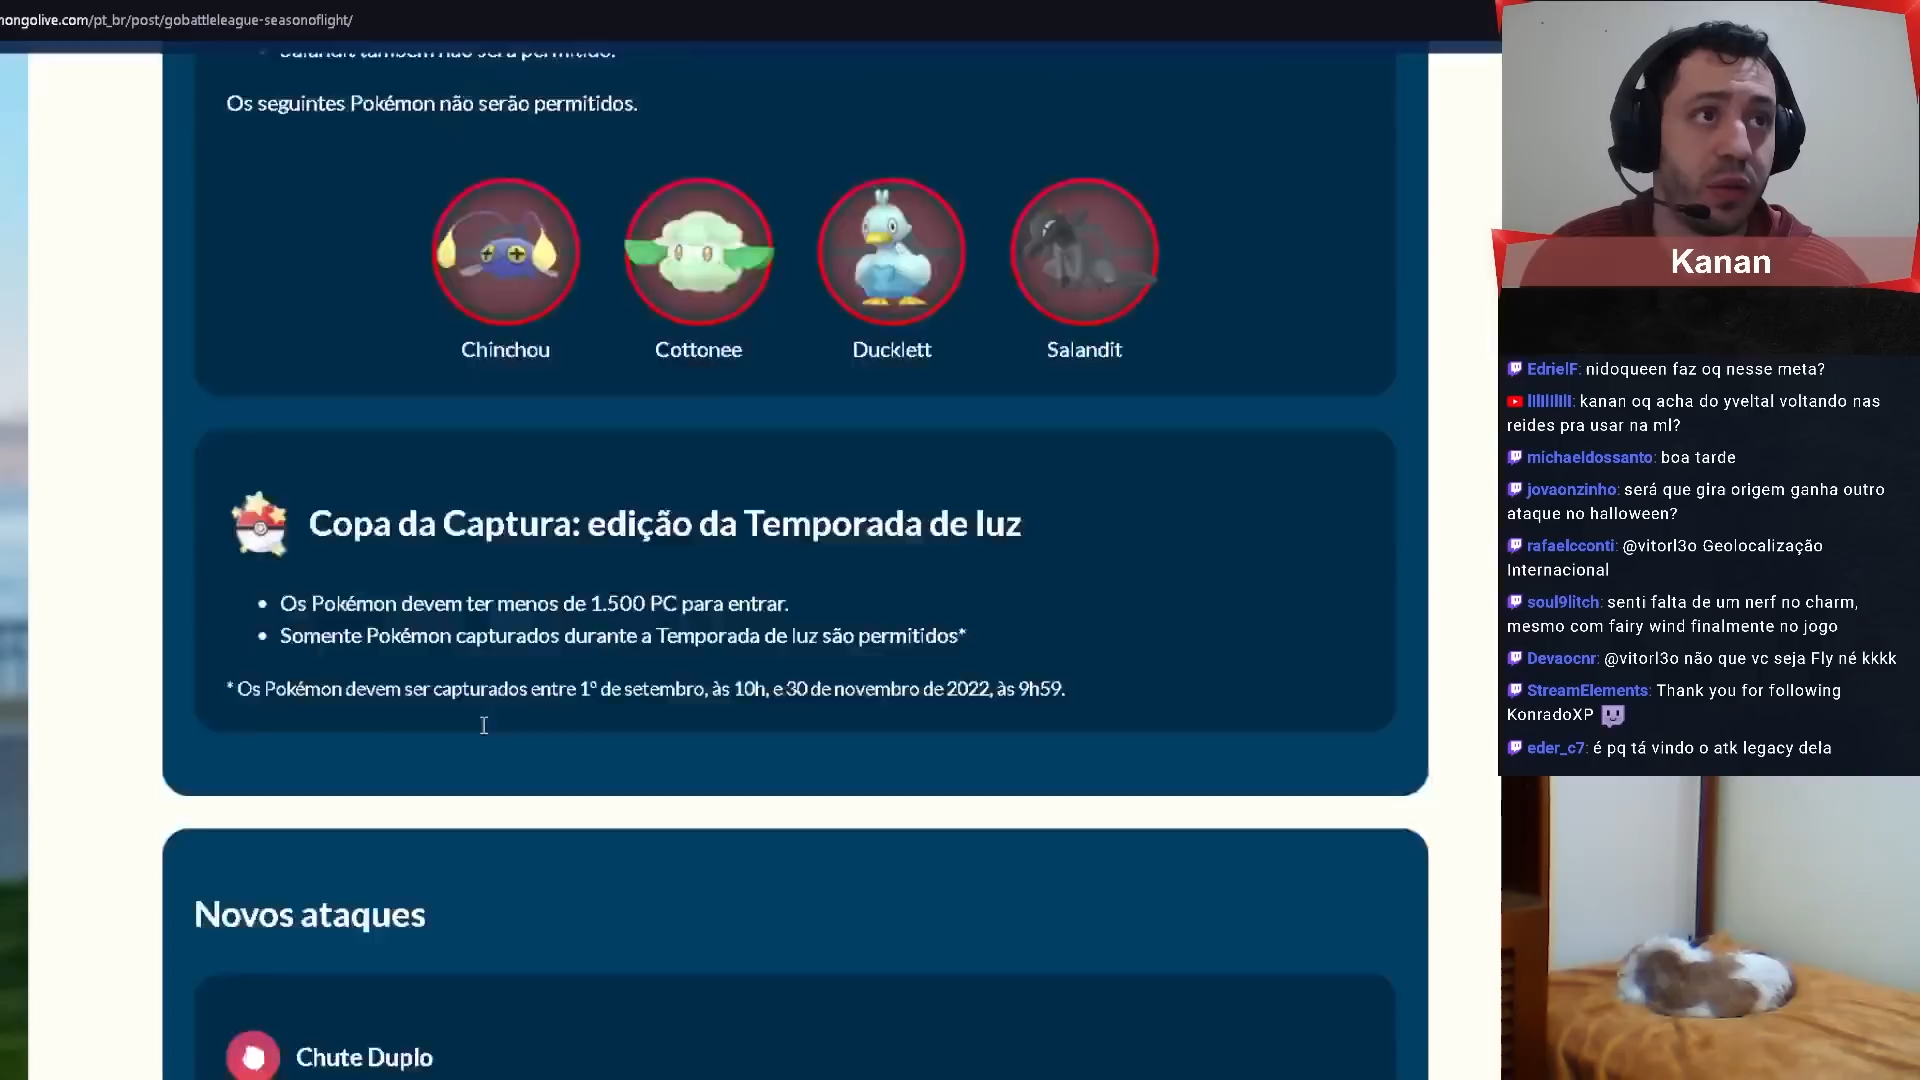 nongolive.com/pt_br/post/gobattleleague-seasonoflight/
Salandit também não será permitido.
Os seguintes Pokémon não serão permitidos.
Chinchou
Cottonee
Ducklett
Salandit
Copa da Captura: edição da Temporada de luz
Os Pokémon devem ter menos de 1.500 PC para entrar.
Somente Pokémon capturados durante a Temporada de luz são permitidos*
* Os Pokémon devem ser capturados entre 1º de setembro, às 10h, e 30 de novembro de 2022, às 9h59.
Novos ataques
Chute Duplo
Kanan
EdrielF: nidoqueen faz oq nesse meta?
llllllllll: kanan oq acha do yveltal voltando nas
reides pra usar na ml?
michaeldossanto: boa tarde
jovaonzinho: será que gira origem ganha outro
ataque no halloween?
rafaelcconti: @vitorl3o Geolocalização
Internacional
soul9litch: senti falta de um nerf no charm,
mesmo com fairy wind finalmente no jogo
Devaocnr: @vitorl3o não que vc seja Fly né kkkk
StreamElements: Thank you for following
KonradoXP
eder_c7: é pq tá vindo o atk legacy dela